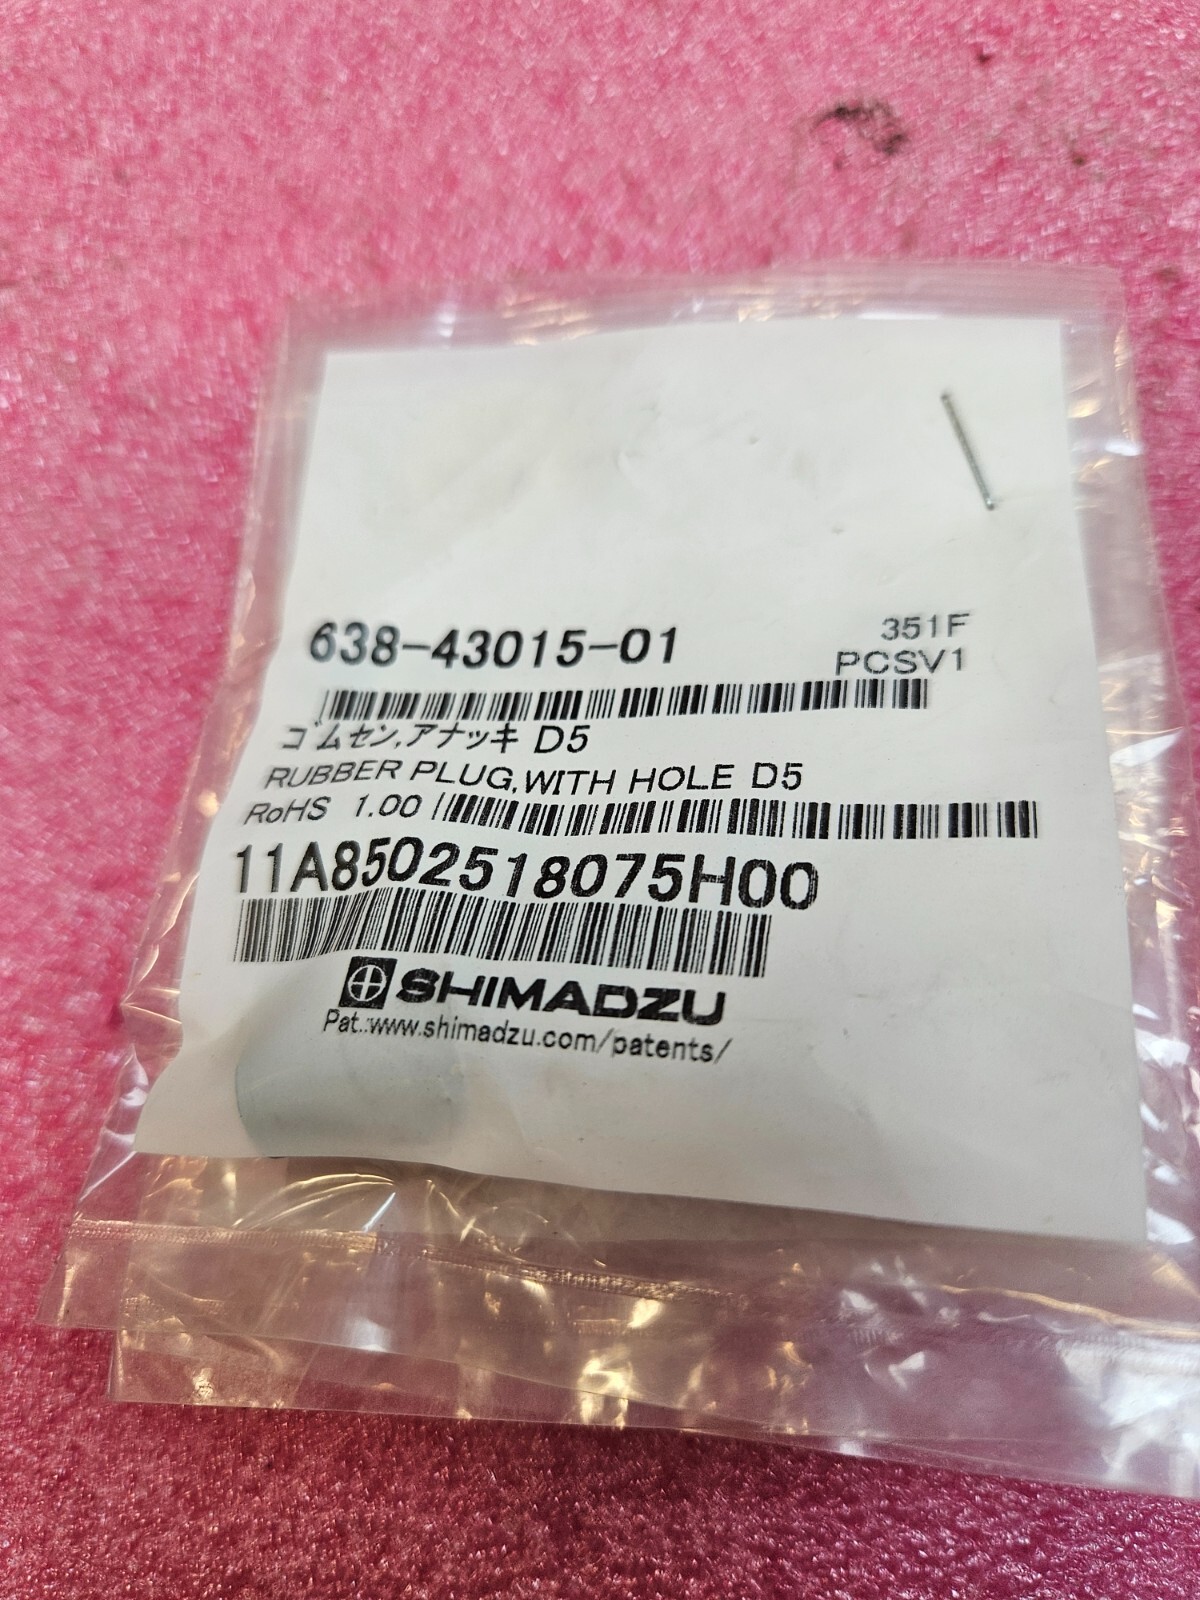 638-43015-01
351F
PCSV1
ゴムセン,アナツキ D5
RUBBER PLUG,WITH HOLE D5
RoHS 1.00
11A8502518075H00
SHIMADZU
Pat.:www.shimadzu.com/patents/